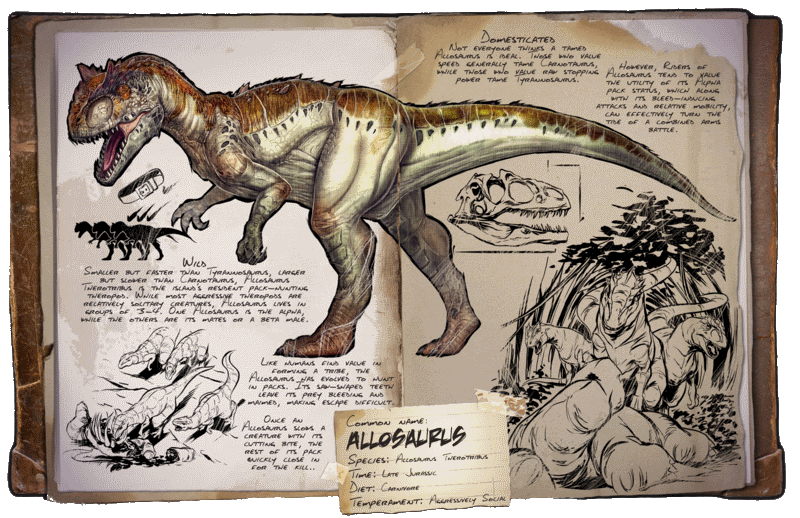 Wild
Smaller but faster than Tyrannosaurus, larger
but slower than Carnotaurus, Allosaurus
Therotribus is the island's resident pack-hunting
theropod. While most aggressive theropods are
relatively solitary creatures, Allosaurus lives in
groups of 3-4. One Allosaurus is the alpha,
while the others are its mates or a beta male.
Like humans find value in
forming a tribe, the
Allosaurus has evolved to hunt
in packs. Its saw-shaped teeth
leave its prey bleeding and
maimed, making escape difficult.
Once an
Allosaurus slows a
creature with its
cutting bite, the
rest of its pack
quickly close in
for the kill..
Domesticated
Not everyone thinks a tamed
Allosaurus is ideal. Those who value
speed generally tame Carnotaurus,
while those who value raw stopping
power tame Tyrannosaurus.
However, Riders of
Allosaurus tend to value
the utility of its Alpha
pack status, which along
with its bleed-inducing
attacks and relative mobility,
can effectively turn the
tide of a combined arms
battle.
Common name:
Allosaurus
Species: Allosaurus Therotribus
Time: Late Jurassic
Diet: Carnivore
Temperament: Aggressively Social